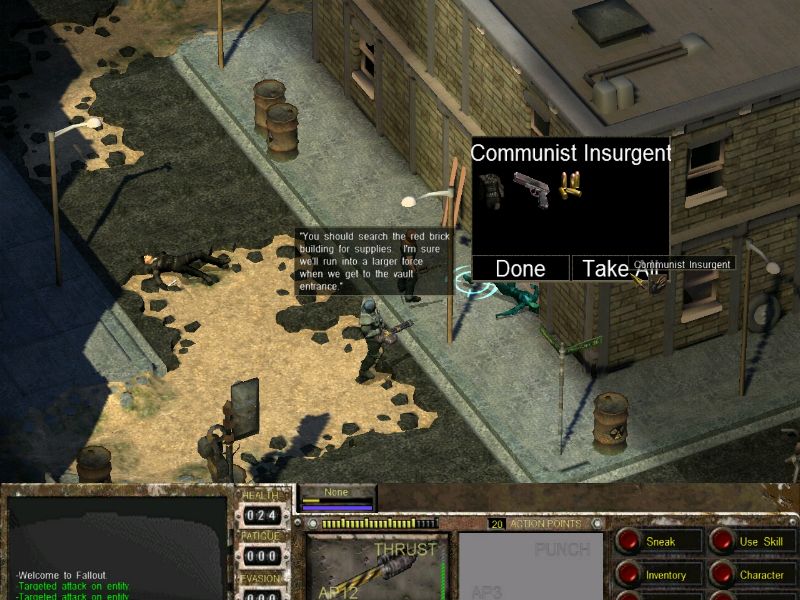 Communist Insurgent
"You should search the red brick
building for supplies. I'm sure
we'll run into a larger force
when we get to the vault
entrance."
Done
Take All
Communist Insurgent
HEALTH
024
FATIGUE
000
EVASION
000
None
20 ACTION POINTS
THRUST
AP12
PUNCH
AP3
Sneak
Use Skill
Inventory
Character
-Welcome to Fallout.
-Targeted attack on entity.
-Targeted attack on entity.